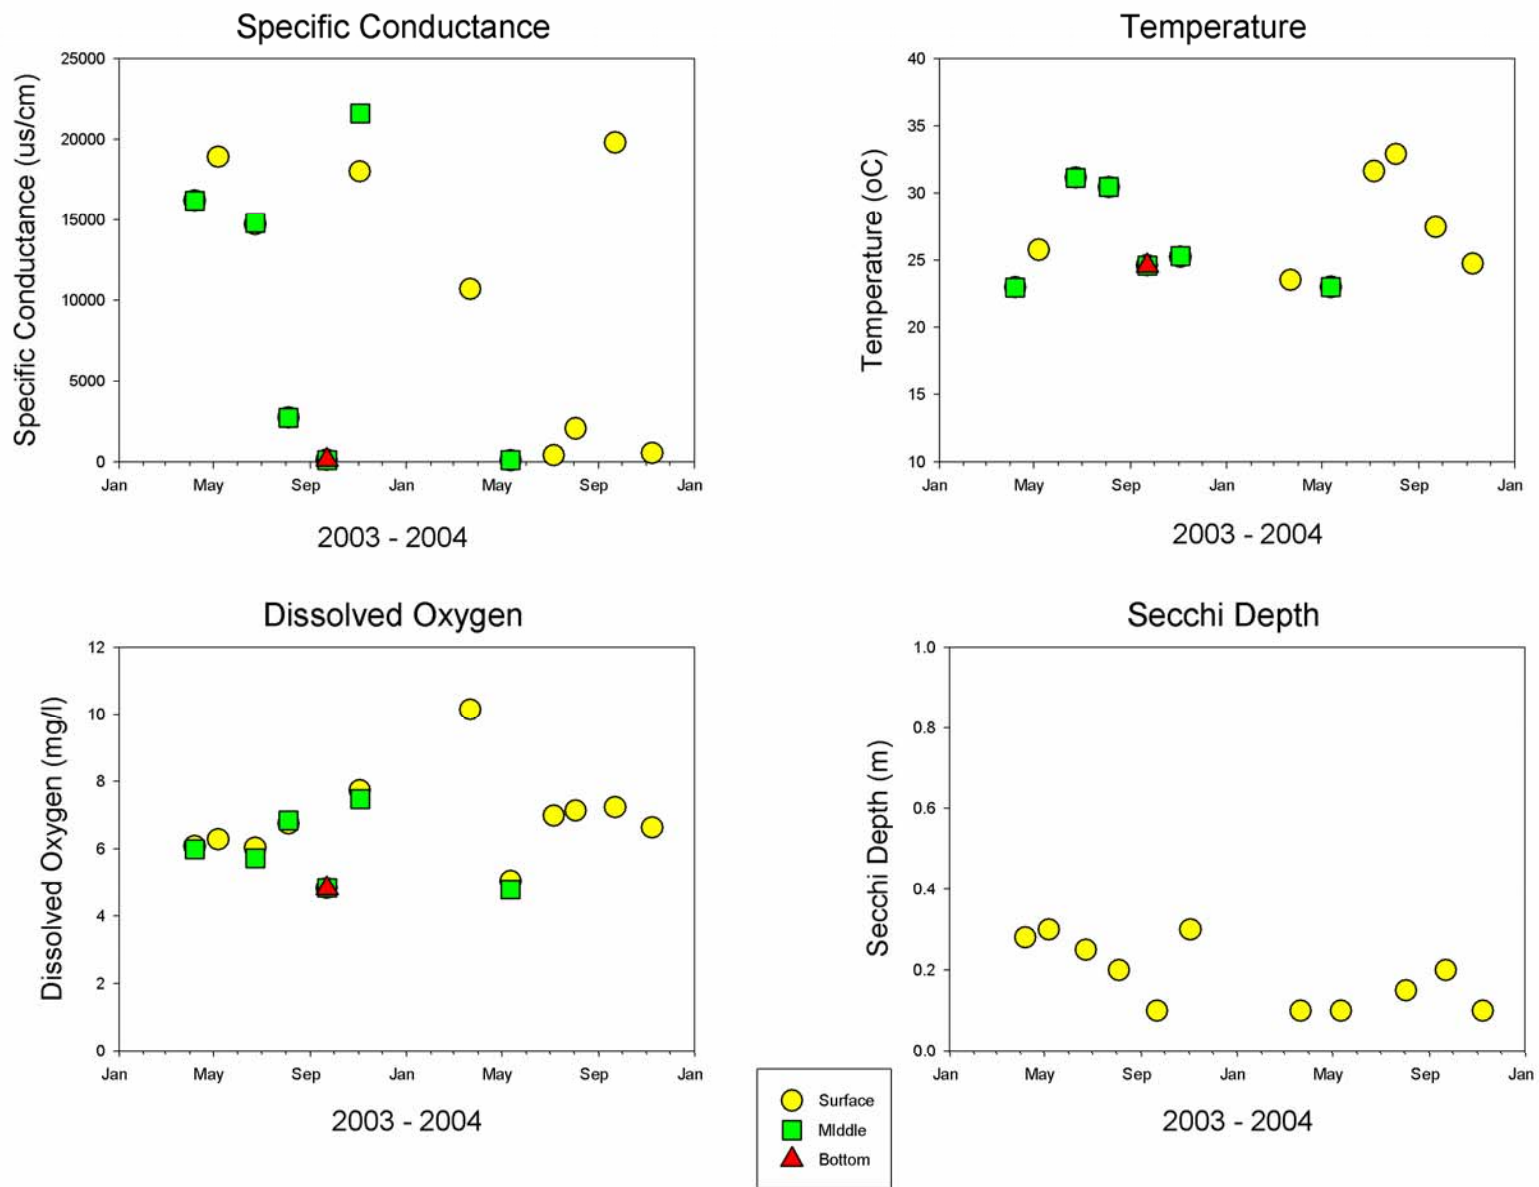 Specific Conductance
Specific Conductance (us/cm)
25000
20000
15000
10000
5000
0
Jan May Sep Jan May Sep Jan
2003 - 2004
Temperature
Temperature (oC)
40
35
30
25
20
15
10
Jan May Sep Jan May Sep Jan
2003 - 2004
Dissolved Oxygen
Dissolved Oxygen (mg/l)
12
10
8
6
4
2
0
Jan May Sep Jan May Sep Jan
2003 - 2004
Secchi Depth
Secchi Depth (m)
1.0
0.8
0.6
0.4
0.2
0.0
Jan May Sep Jan May Sep Jan
2003 - 2004
Surface
MIddle
Bottom